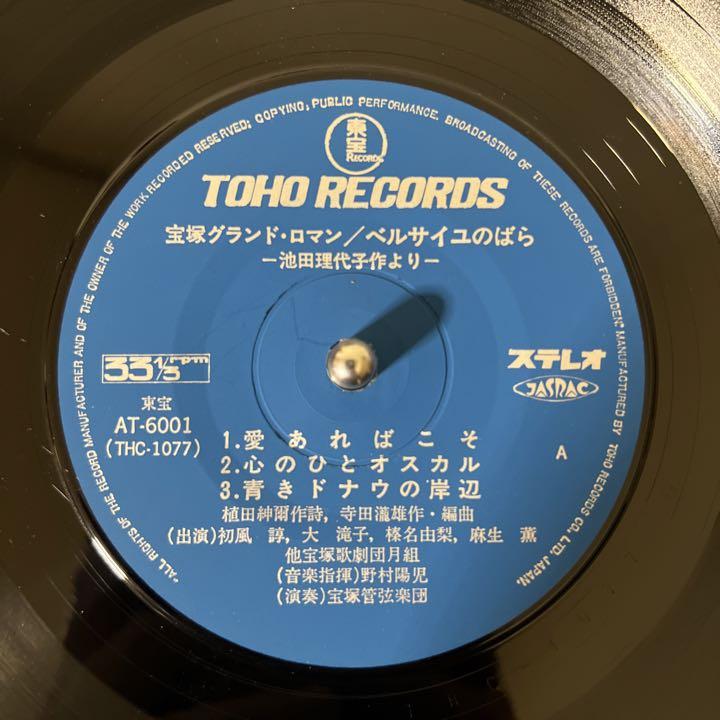 "ALL RIGHTS OF THE RECORD MANUFACTURER AND OF THE OWNER OF THE WORK RECORDED RESERVED; COPYING, PUBLIC PERFORMANCE, BROADCASTING OF THESE RECORDS ARE FORBIDDEN." MANUFACTURED BY TOHO RECORDS CO., LTD. JAPAN.
東宝
RECORDS
TOHO RECORDS
宝塚グランド・ロマン/ベルサイユのばら
ー池田理代子作よりー
33 1/3 rpm
ステレオ
JASRAC
東宝
AT-6001
(THC-1077)
A
1.愛あればこそ
2.心のひとオスカル
3.青きドナウの岸辺
植田紳爾作詩,寺田瀧雄作・編曲
(出演)初風 諄,大 滝子,榛名由梨,麻生 薫
他宝塚歌劇団月組
(音楽指揮)野村陽児
(演奏)宝塚管弦楽団